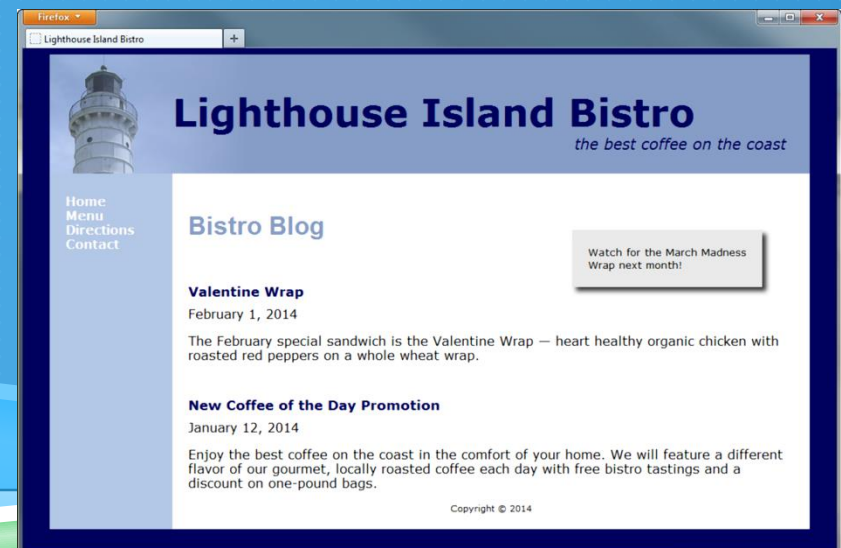 Firefox
Lighthouse Island Bistro
Lighthouse Island Bistro
the best coffee on the coast
Home
Menu
Directions
Contact
Bistro Blog
Watch for the March Madness
Wrap next month!
Valentine Wrap
February 1, 2014
The February special sandwich is the Valentine Wrap — heart healthy organic chicken with
roasted red peppers on a whole wheat wrap.
New Coffee of the Day Promotion
January 12, 2014
Enjoy the best coffee on the coast in the comfort of your home. We will feature a different
flavor of our gourmet, locally roasted coffee each day with free bistro tastings and a
discount on one-pound bags.
Copyright © 2014